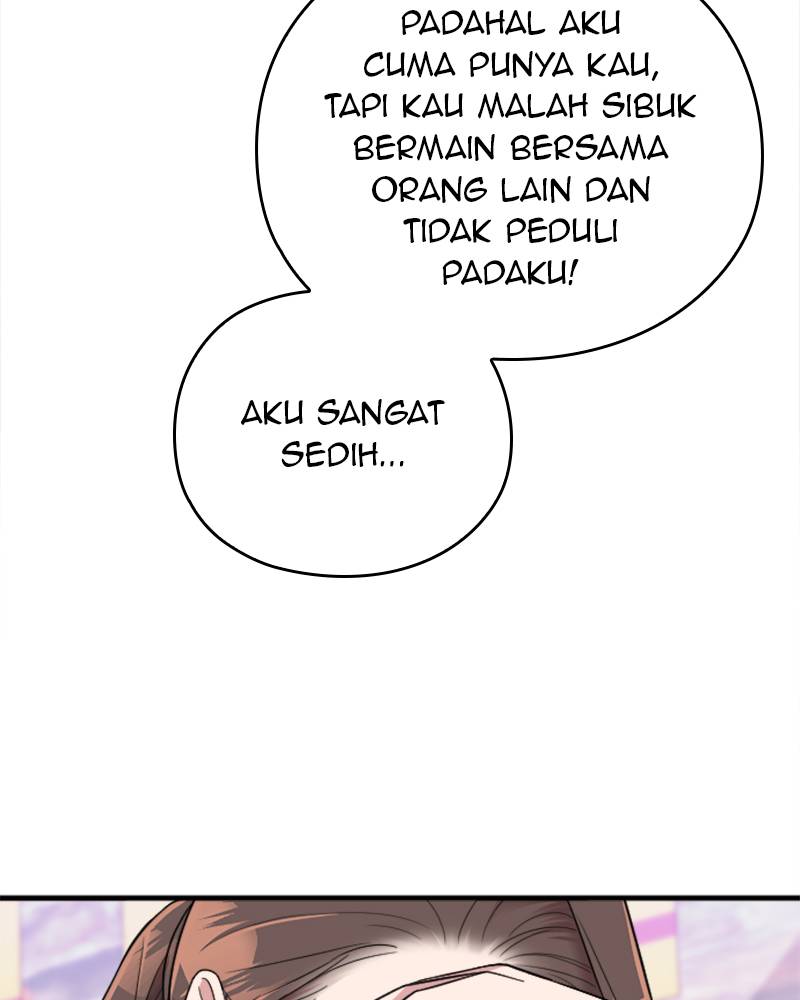 PADAHAL AKU
CUMA PUNYA KAU,
TAPI KAU MALAH SIBUK
BERMAIN BERSAMA
ORANG LAIN DAN
TIDAK PEDULI
PADAKU!
AKU SANGAT
SEDIH...